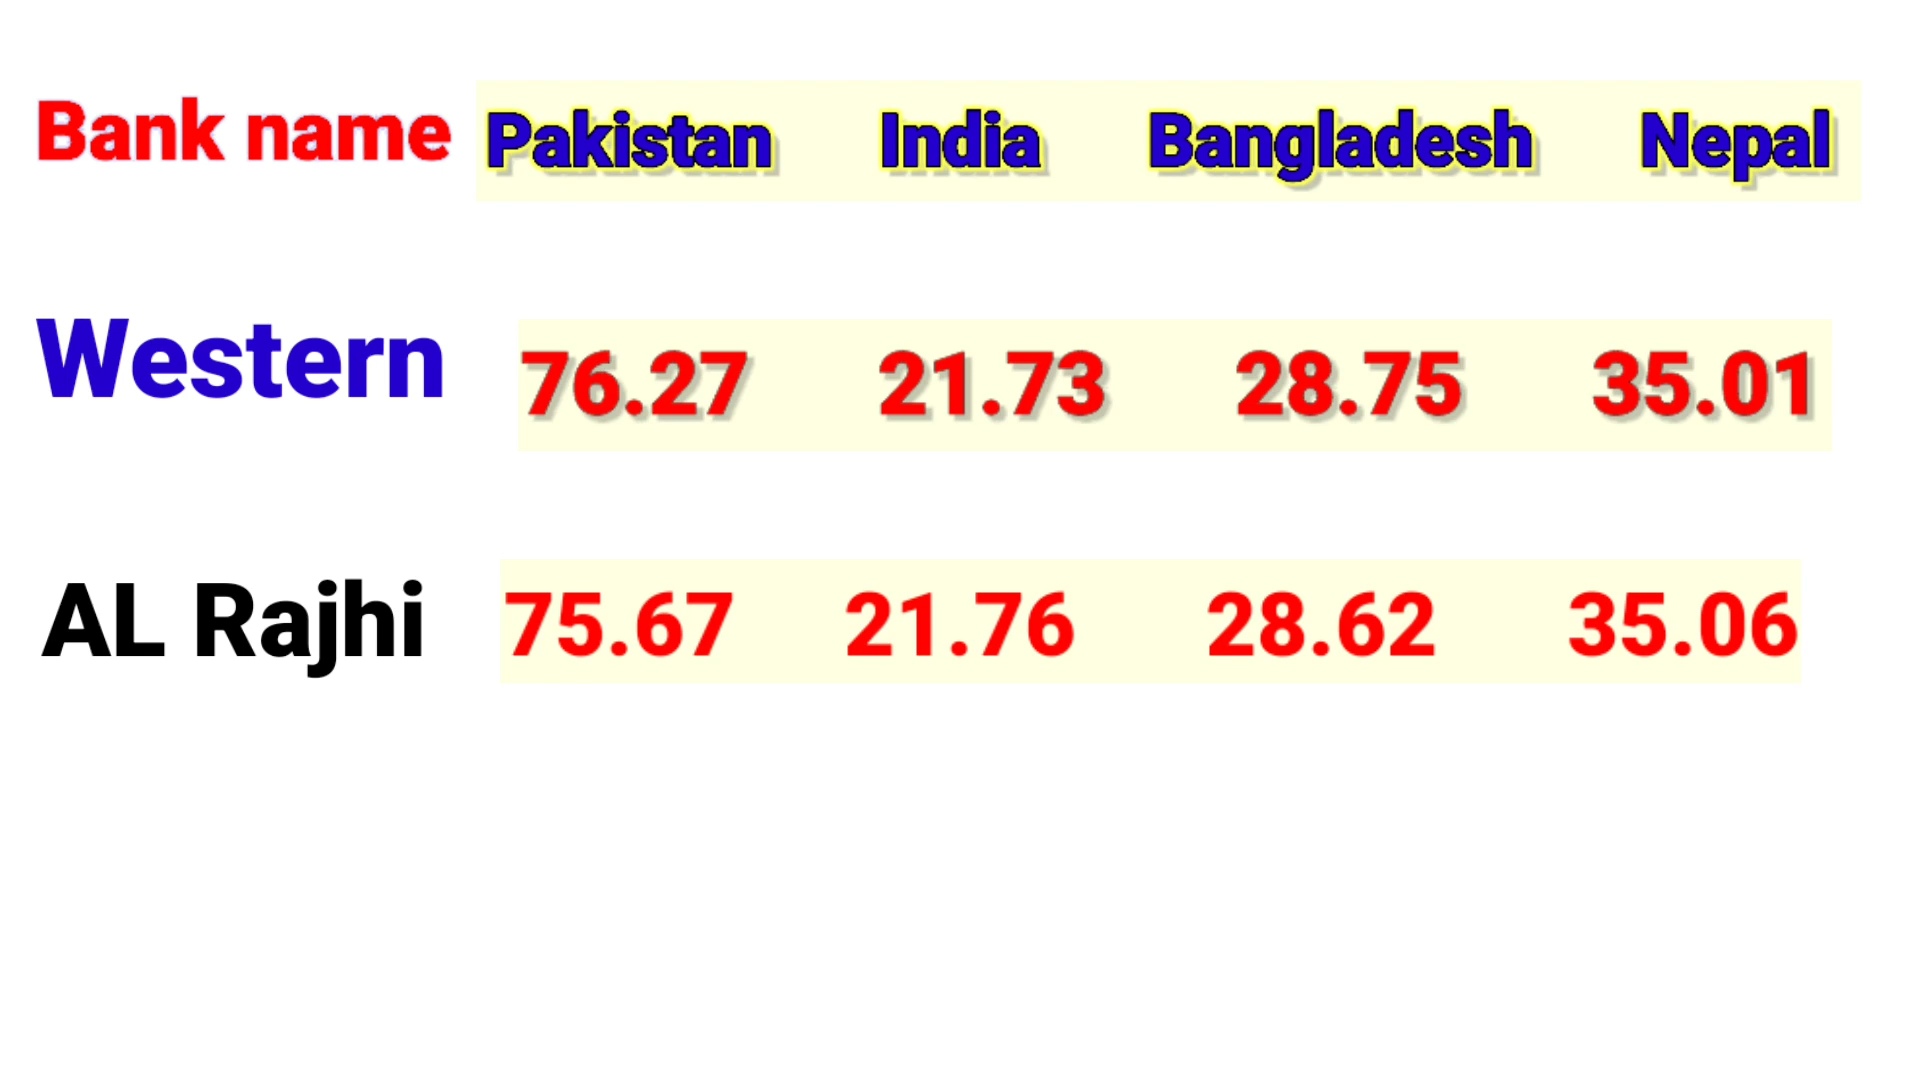 Bank name Pakistan India Bangladesh Nepal
Western 76.27 21.73 28.75 35.01
AL Rajhi 75.67 21.76 28.62 35.06